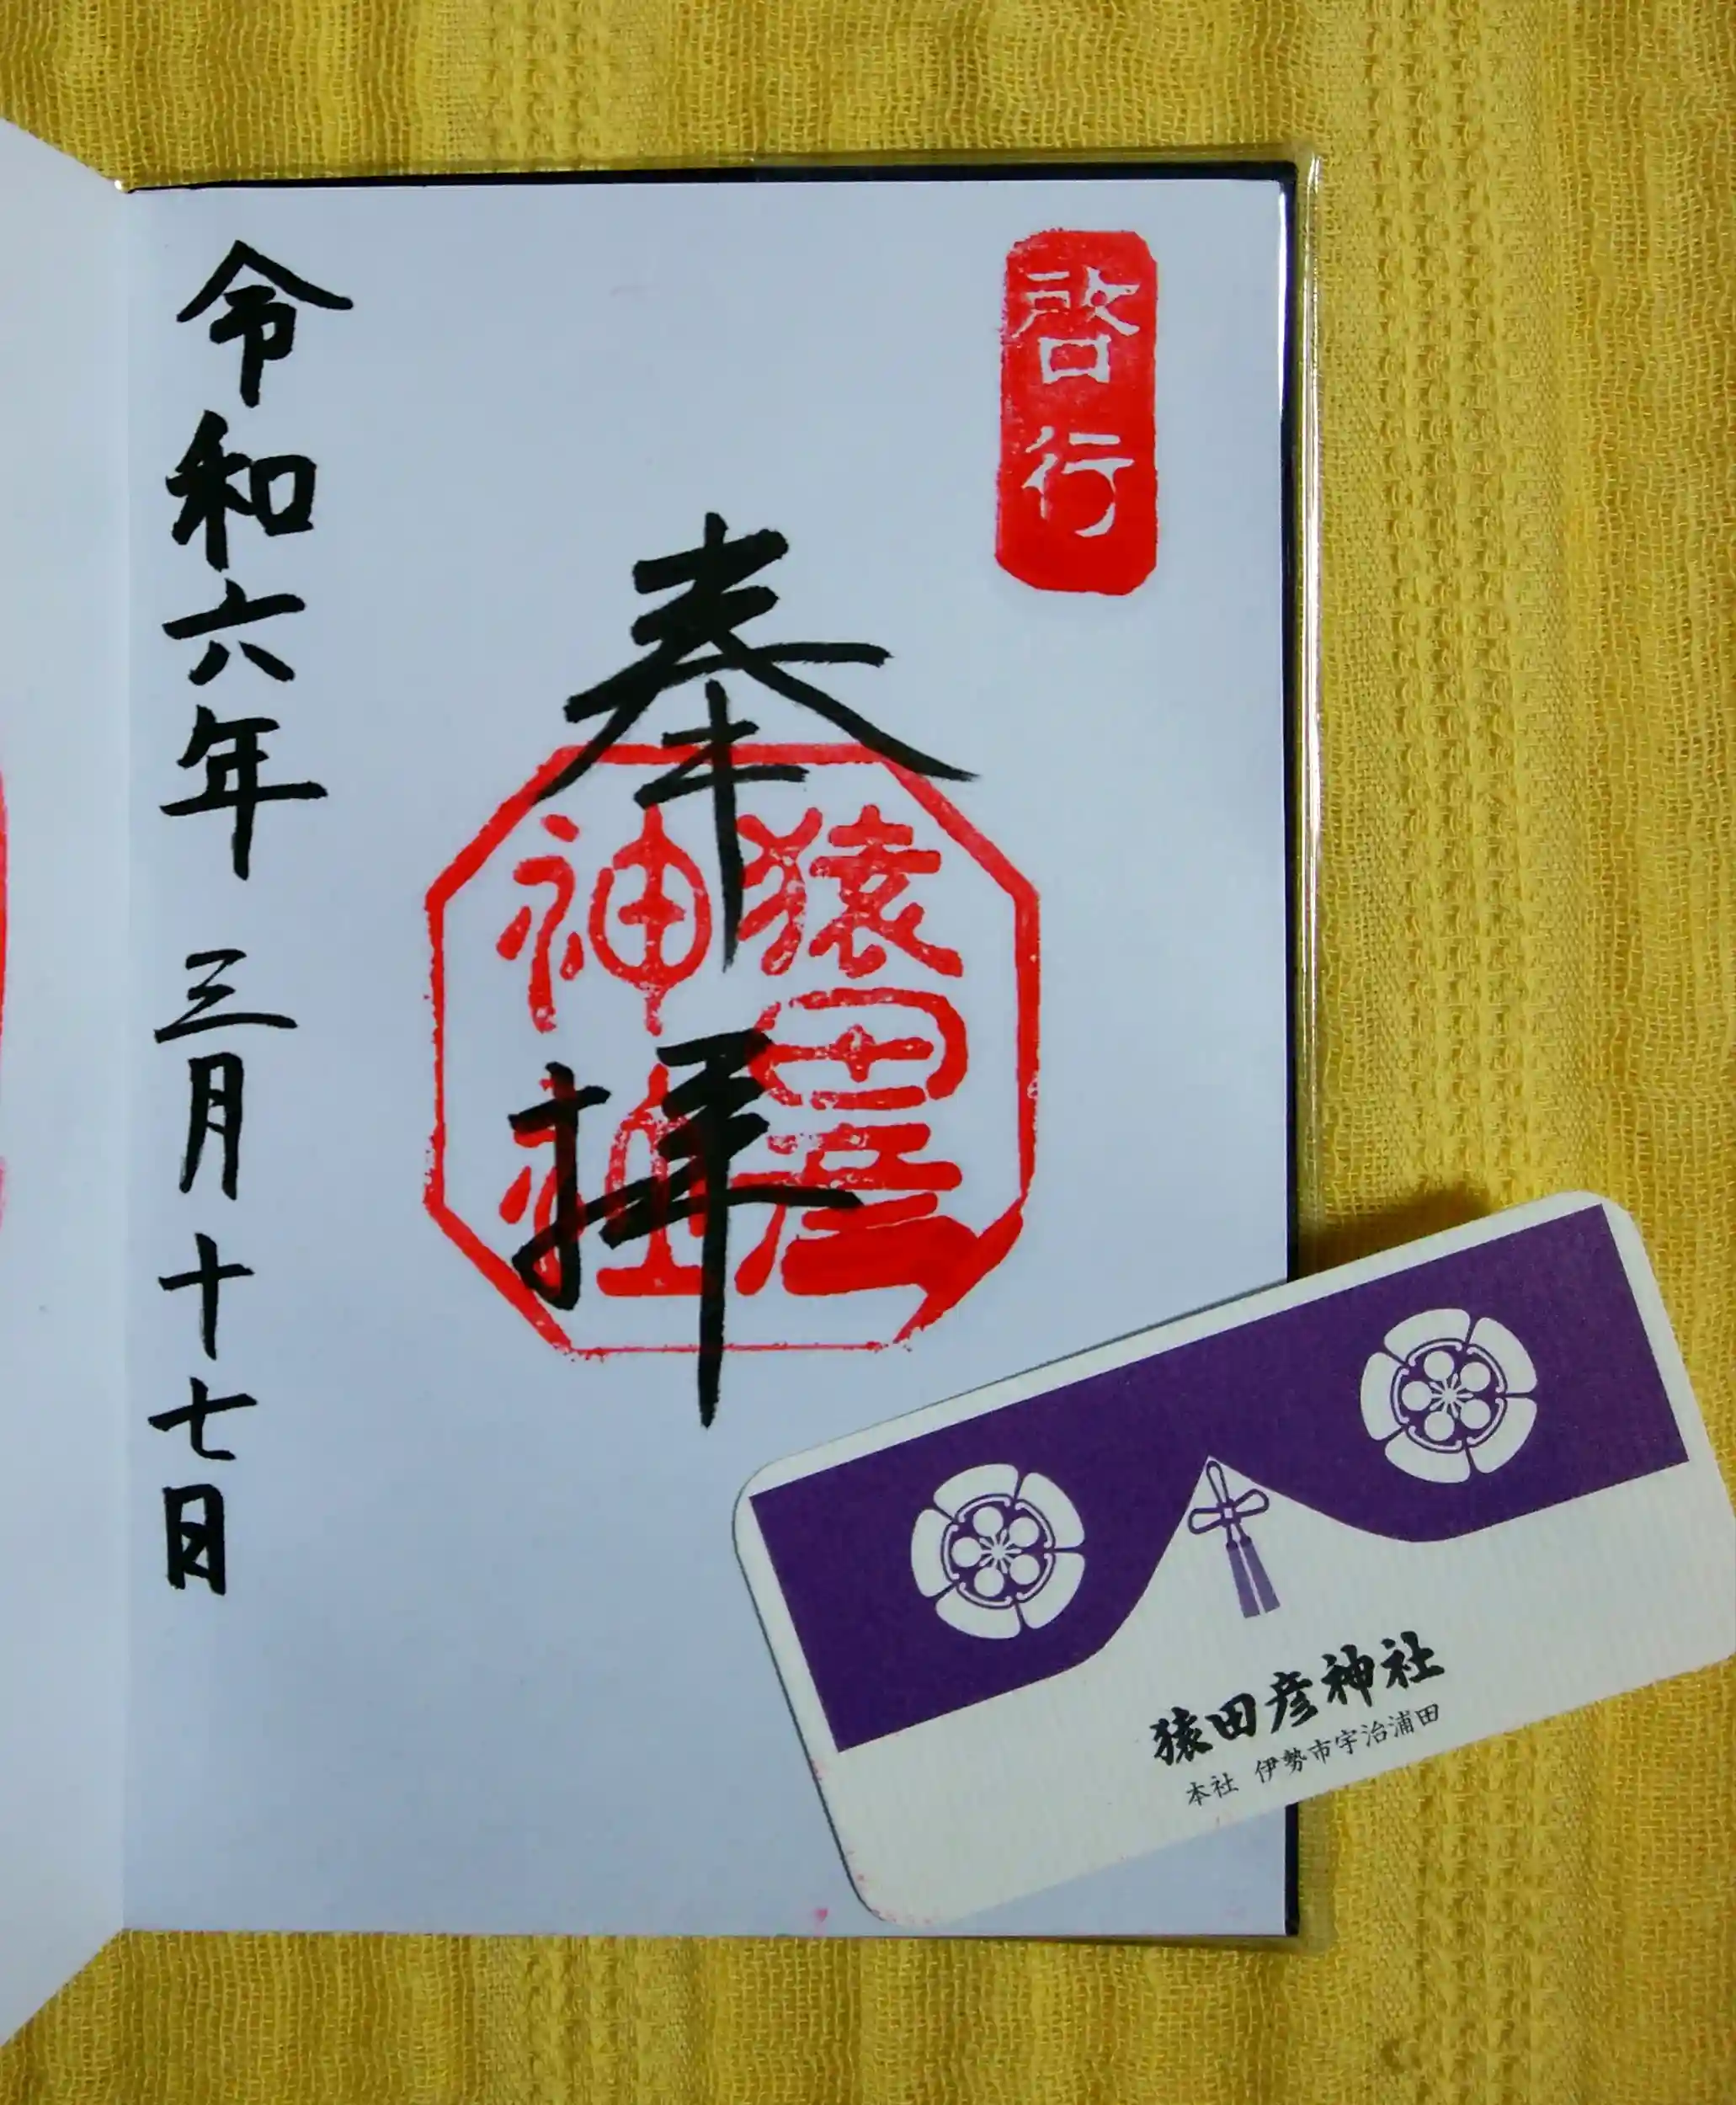 啓行
奉拝
猿田彦
神社
令和六年 三月十七日
猿田彦神社
本社 伊勢市宇治浦田